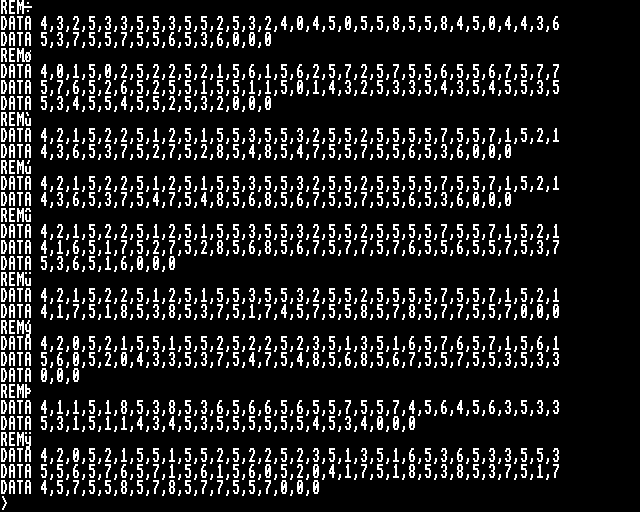 REM÷
DATA 4,3,2,5,3,3,5,5,3,5,5,2,5,3,2,4,0,4,5,0,5,5,8,5,5,8,4,5,0,4,4,3,6
DATA 5,3,7,5,5,7,5,5,6,5,3,6,0,0,0
REMø
DATA 4,0,1,5,0,2,5,2,2,5,2,1,5,6,1,5,6,2,5,7,2,5,7,5,5,6,5,5,6,7,5,7,7
DATA 5,7,6,5,2,6,5,2,5,5,1,5,5,1,1,5,0,1,4,3,2,5,3,3,5,4,3,5,4,5,5,3,5
DATA 5,3,4,5,5,4,5,5,2,5,3,2,0,0,0
REMù
DATA 4,2,1,5,2,2,5,1,2,5,1,5,5,3,5,5,3,2,5,5,2,5,5,5,5,7,5,5,7,1,5,2,1
DATA 4,3,6,5,3,7,5,2,7,5,2,8,5,4,8,5,4,7,5,5,7,5,5,6,5,3,6,0,0,0
REMú
DATA 4,2,1,5,2,2,5,1,2,5,1,5,5,3,5,5,3,2,5,5,2,5,5,5,5,7,5,5,7,1,5,2,1
DATA 4,3,6,5,3,7,5,4,7,5,4,8,5,6,8,5,6,7,5,5,7,5,5,6,5,3,6,0,0,0
REMû
DATA 4,2,1,5,2,2,5,1,2,5,1,5,5,3,5,5,3,2,5,5,2,5,5,5,5,7,5,5,7,1,5,2,1
DATA 4,1,6,5,1,7,5,2,7,5,2,8,5,6,8,5,6,7,5,7,7,5,7,6,5,5,6,5,5,7,5,3,7
DATA 5,3,6,5,1,6,0,0,0
REMü
DATA 4,2,1,5,2,2,5,1,2,5,1,5,5,3,5,5,3,2,5,5,2,5,5,5,5,7,5,5,7,1,5,2,1
DATA 4,1,7,5,1,8,5,3,8,5,3,7,5,1,7,4,5,7,5,5,8,5,7,8,5,7,7,5,5,7,0,0,0
REMý
DATA 4,2,0,5,2,1,5,5,1,5,5,2,5,2,2,5,2,3,5,1,3,5,1,6,5,7,6,5,7,1,5,6,1
DATA 5,6,0,5,2,0,4,3,3,5,3,7,5,4,7,5,4,8,5,6,8,5,6,7,5,5,7,5,5,3,5,3,3
DATA 0,0,0
REMþ
DATA 4,1,1,5,1,8,5,3,8,5,3,6,5,6,6,5,6,5,5,7,5,5,7,4,5,6,4,5,6,3,5,3,3
DATA 5,3,1,5,1,1,4,3,4,5,3,5,5,5,5,5,5,4,5,3,4,0,0,0
REMÿ
DATA 4,2,0,5,2,1,5,5,1,5,5,2,5,2,2,5,2,3,5,1,3,5,1,6,5,3,6,5,3,3,5,5,3
DATA 5,5,6,5,7,6,5,7,1,5,6,1,5,6,0,5,2,0,4,1,7,5,1,8,5,3,8,5,3,7,5,1,7
DATA 4,5,7,5,5,8,5,7,8,5,7,7,5,5,7,0,0,0
>